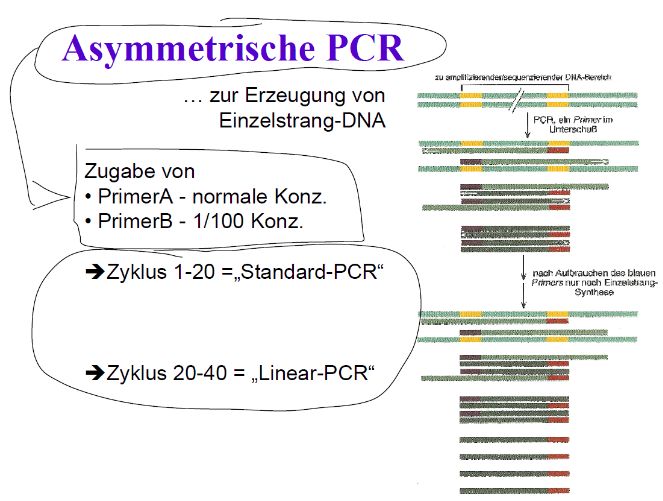 Asymmetrische PCR
… zur Erzeugung von
Einzelstrang-DNA
Zugabe von
• PrimerA - normale Konz.
• PrimerB - 1/100 Konz.
➔Zyklus 1-20 =„Standard-PCR“
➔Zyklus 20-40 = „Linear-PCR“
zu amplifizierender/sequenzierender DNA-Bereich
PCR, ein Primer im
Unterschuß
nach Aufbrauchen des blauen
Primers nur noch Einzelstrang-
Synthese